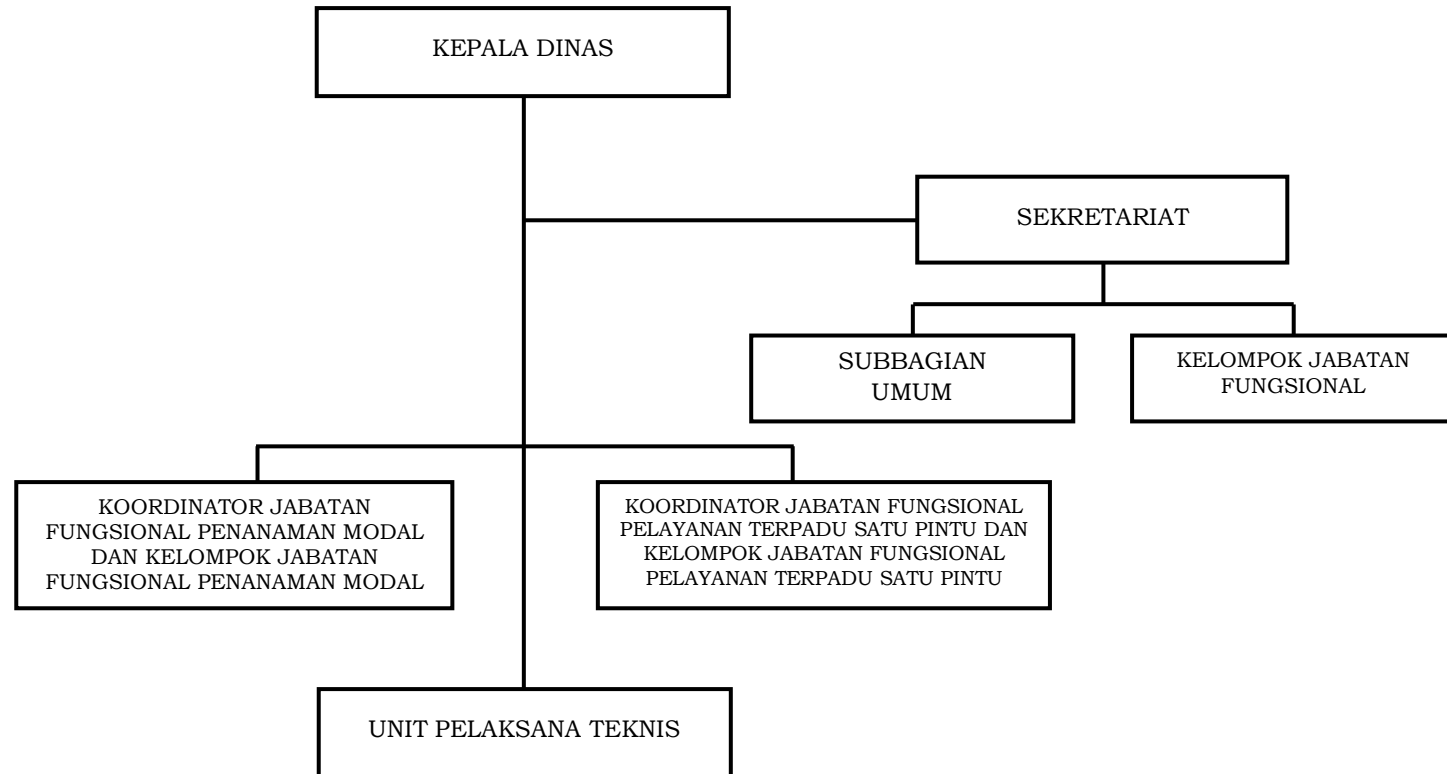 KEPALA DINAS
SEKRETARIAT
SUBBAGIAN
UMUM
KELOMPOK JABATAN
FUNGSIONAL
KOORDINATOR JABATAN
FUNGSIONAL PENANAMAN MODAL
DAN KELOMPOK JABATAN
FUNGSIONAL PENANAMAN MODAL
KOORDINATOR JABATAN FUNGSIONAL
PELAYANAN TERPADU SATU PINTU DAN
KELOMPOK JABATAN FUNGSIONAL
PELAYANAN TERPADU SATU PINTU
UNIT PELAKSANA TEKNIS